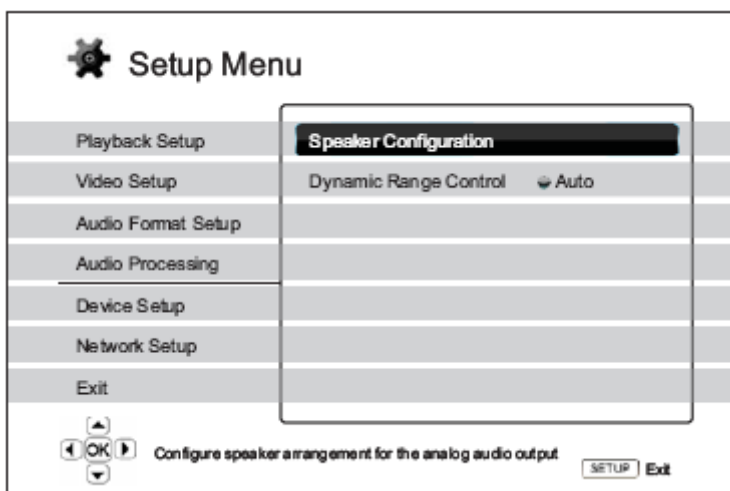 Setup Menu
Playback Setup
Speaker Configuration
Video Setup
Dynamic Range Control Auto
Audio Format Setup
Audio Processing
Device Setup
Network Setup
Exit
OK
Configure speaker arrangement for the analog audio output
SETUP Exit